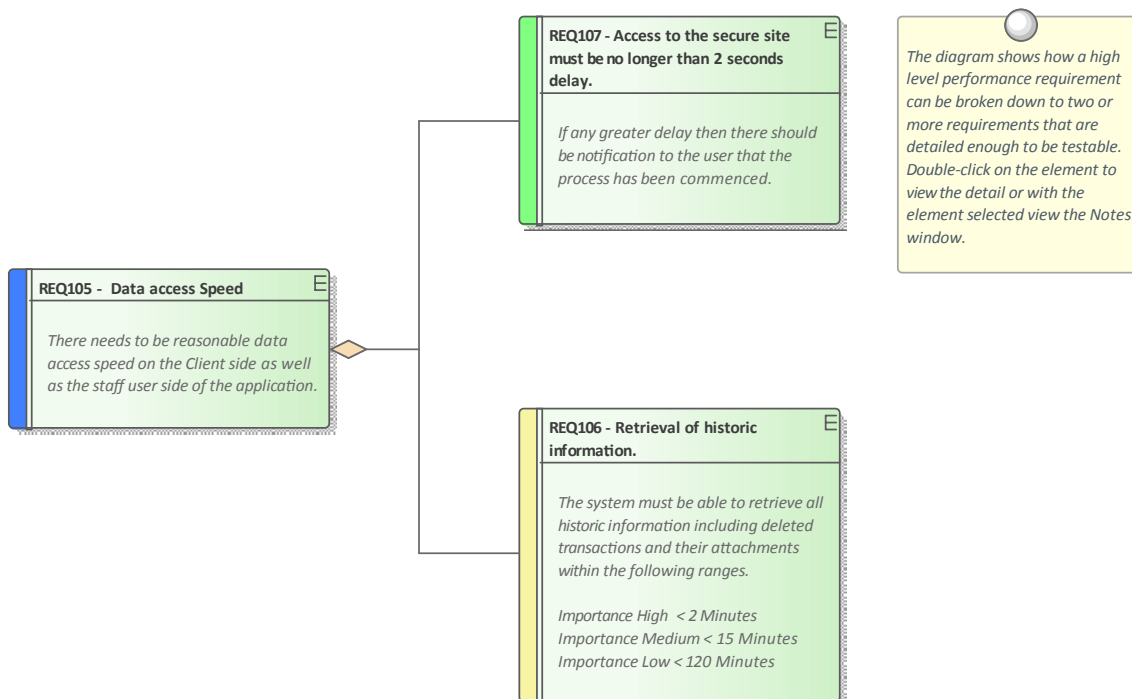 REQ107 - Access to the secure site
must be no longer than 2 seconds
delay.
If any greater delay then there should
be notification to the user that the
process has been commenced.
The diagram shows how a high
level performance requirement
can be broken down to two or
more requirements that are
detailed enough to be testable.
Double-click on the element to
view the detail or with the
element selected view the Notes
window.
REQ105 - Data access Speed
There needs to be reasonable data
access speed on the Client side as well
as the staff user side of the application.
REQ106 - Retrieval of historic
information.
The system must be able to retrieve all
historic information including deleted
transactions and their attachments
within the following ranges.
Importance High < 2 Minutes
Importance Medium < 15 Minutes
Importance Low < 120 Minutes